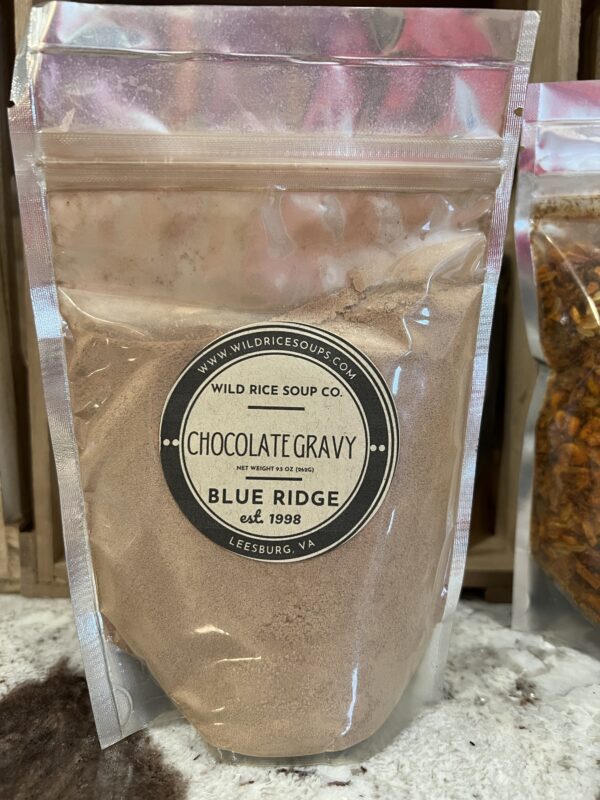 WWW.WILDRICESOUPS.COM
WILD RICE SOUP CO.
CHOCOLATE GRAVY
NET WEIGHT 9.5 OZ (262G)
BLUE RIDGE
est. 1998
LEESBURG, VA